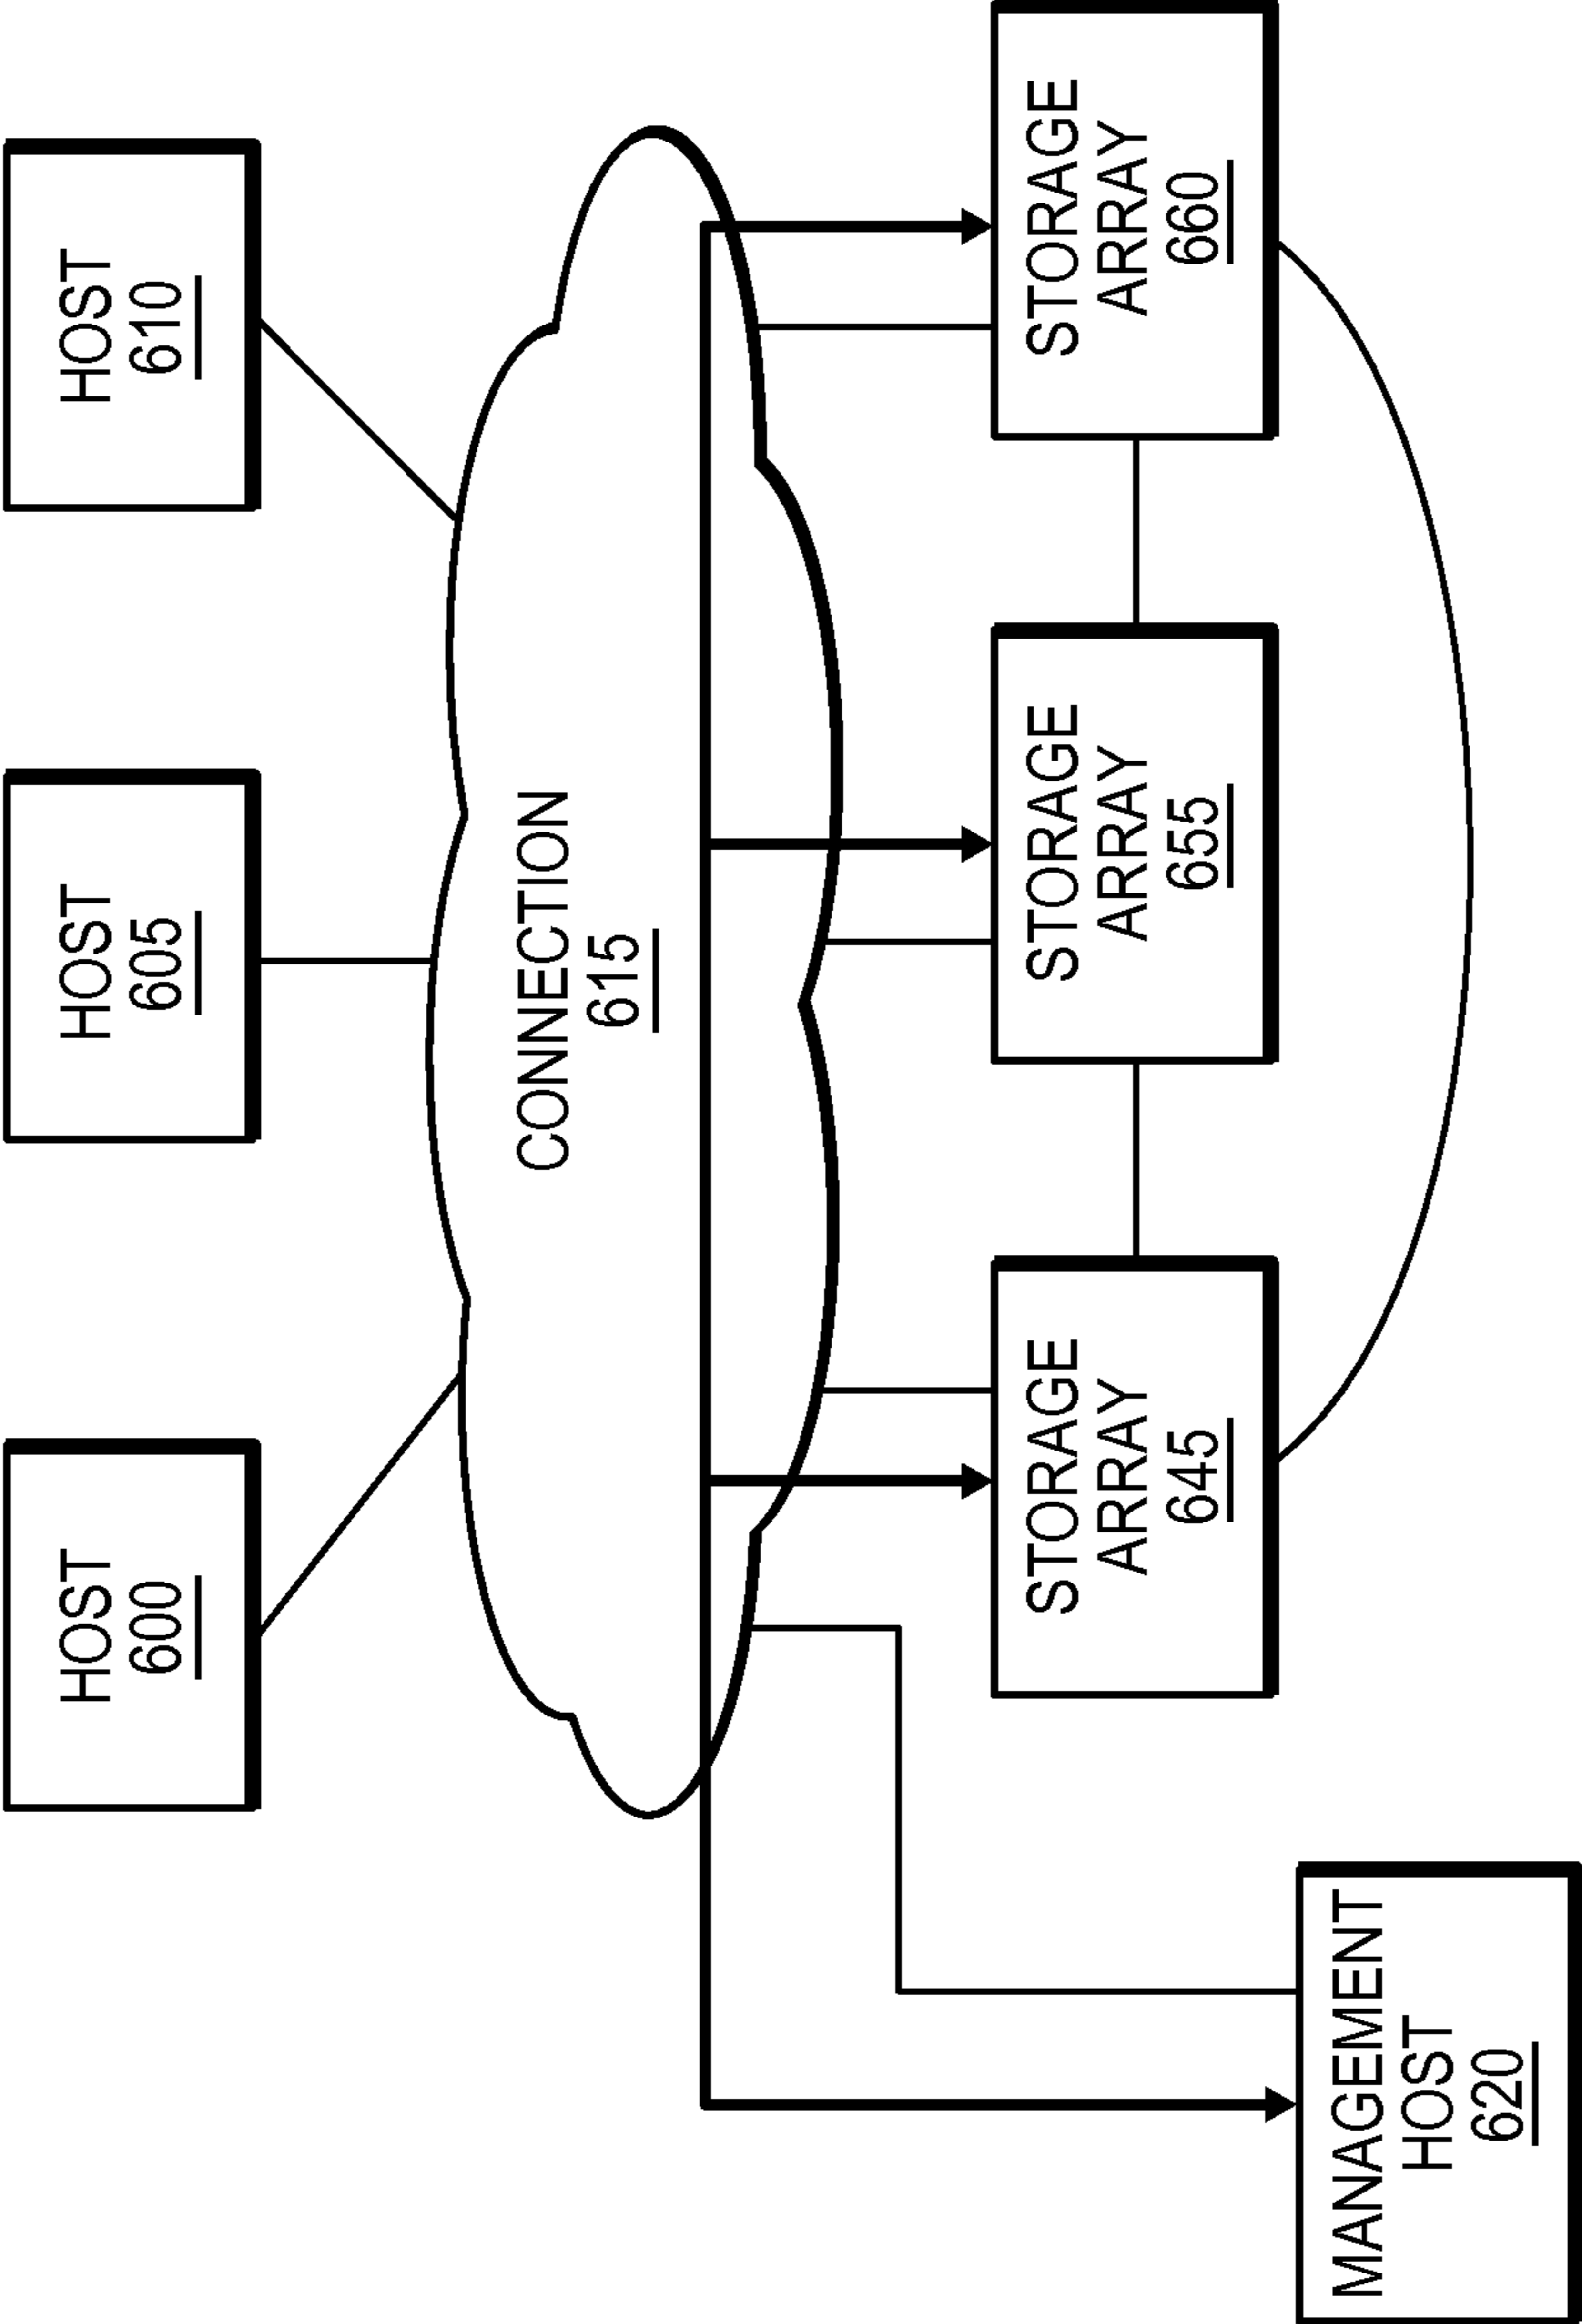 HOST
600
HOST
605
HOST
610
CONNECTION
615
STORAGE
ARRAY
645
STORAGE
ARRAY
655
STORAGE
ARRAY
660
MANAGEMENT
HOST
620